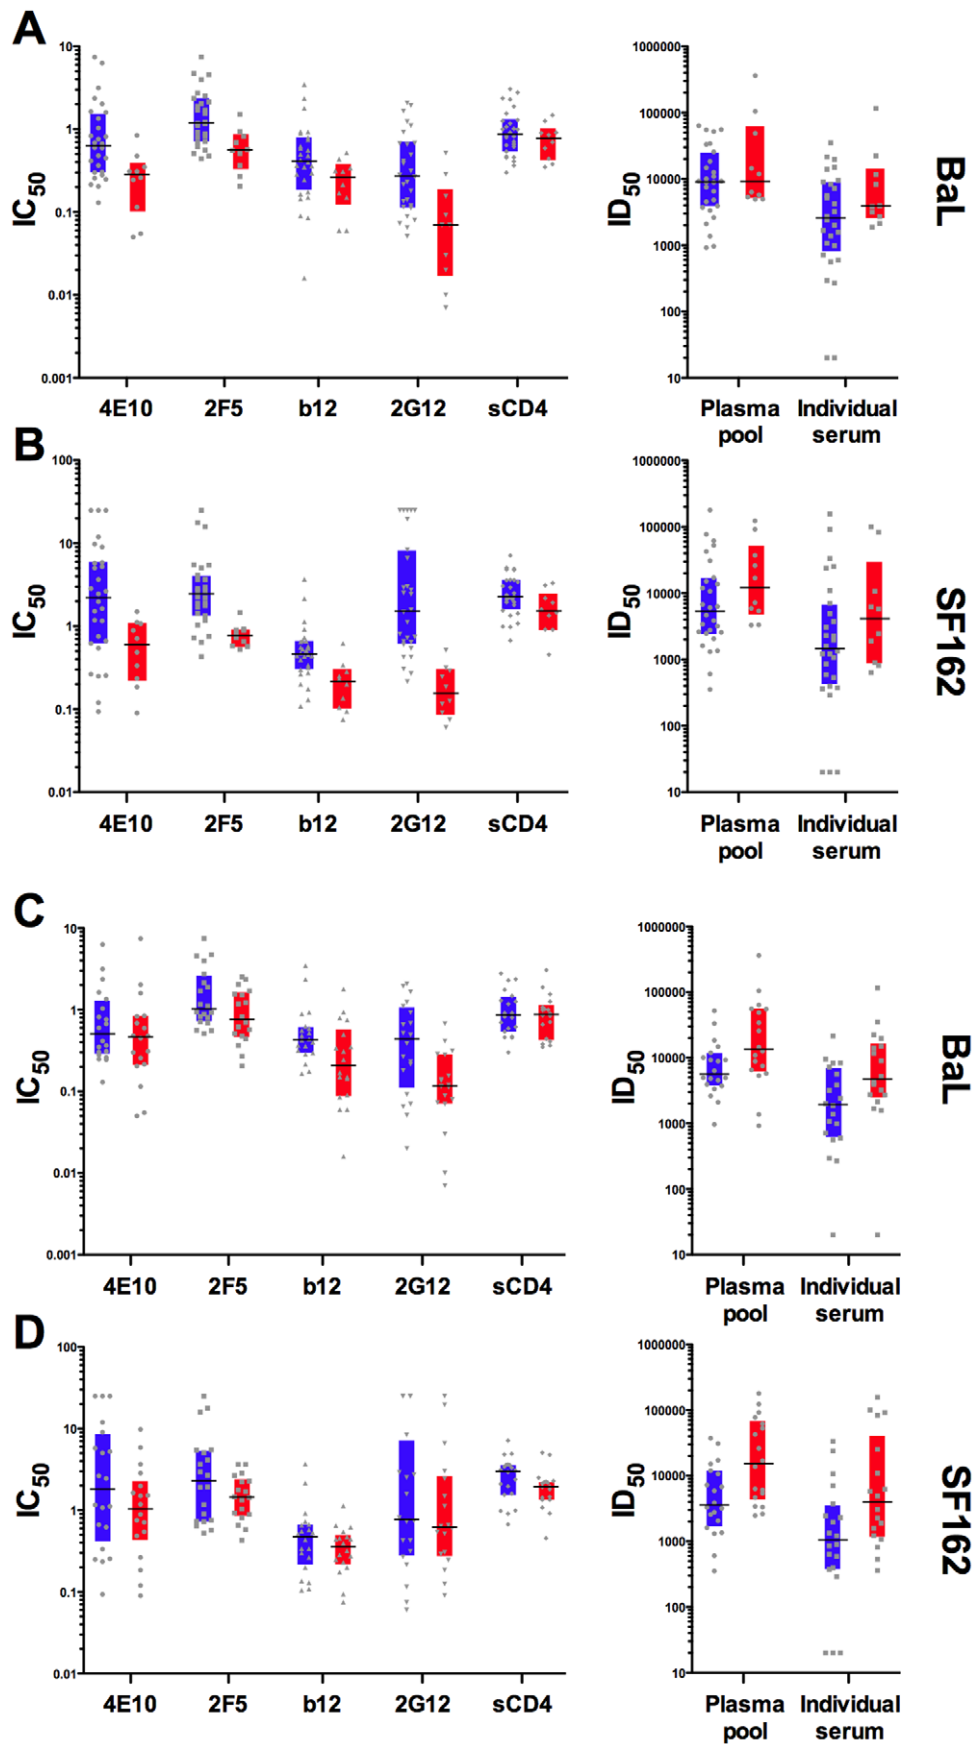 A
10
1
0.1
0.01
0.001
IC50
4E10
2F5
b12
2G12
sCD4
1000000
100000
10000
1000
100
10
ID50
Plasma
pool
Individual
serum
BaL
B
100
10
1
0.1
0.01
IC50
4E10
2F5
b12
2G12
sCD4
1000000
100000
10000
1000
100
10
ID50
Plasma
pool
Individual
serum
SF162
C
10
1
0.1
0.01
0.001
IC50
4E10
2F5
b12
2G12
sCD4
1000000
100000
10000
1000
100
10
ID50
Plasma
pool
Individual
serum
BaL
D
100
10
1
0.1
0.01
IC50
4E10
2F5
b12
2G12
sCD4
1000000
100000
10000
1000
100
10
ID50
Plasma
pool
Individual
serum
SF162